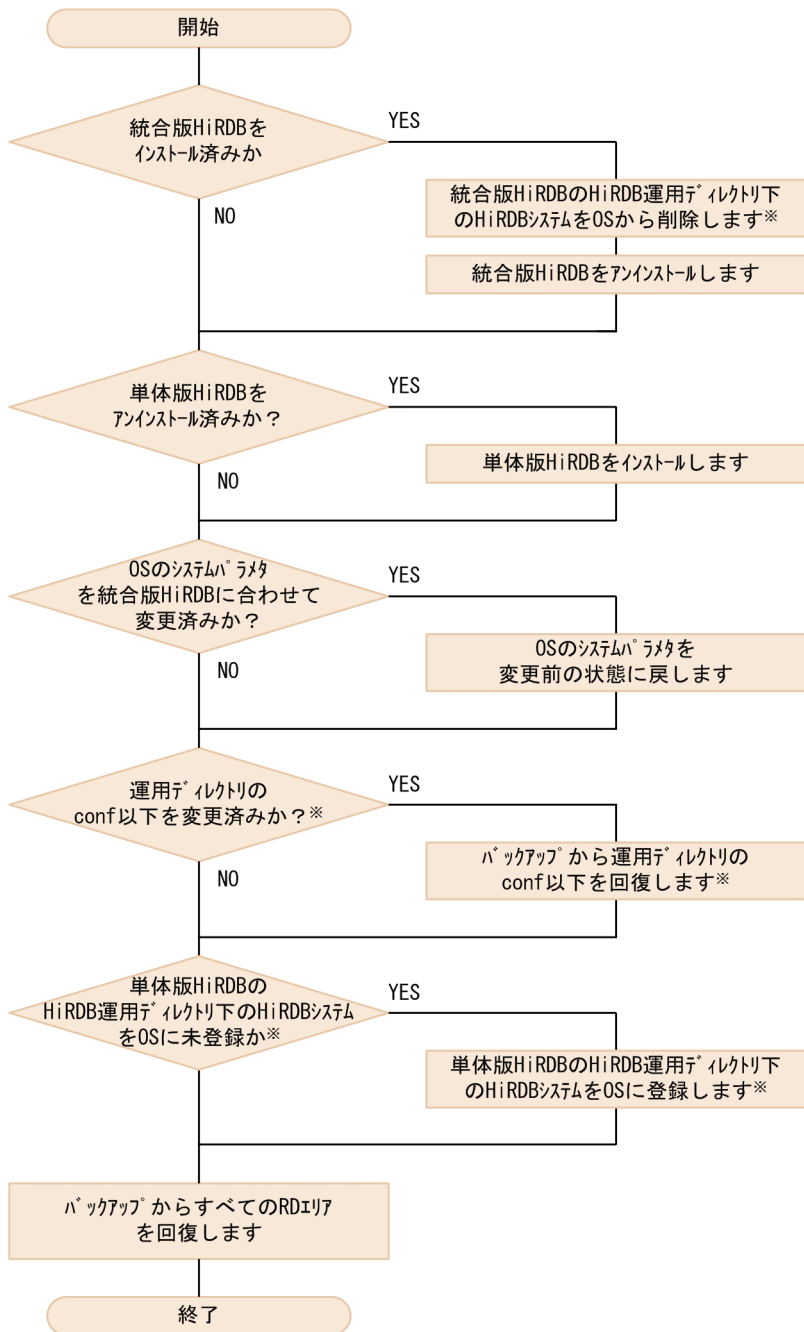 開始
統合版HiRDBを
ｲﾝｽﾄｰﾙ済みか
YES
統合版HiRDBのHiRDB運用ﾃﾞｨﾚｸﾄﾘ下
のHiRDBｼｽﾃﾑをOSから削除します※
NO
統合版HiRDBをｱﾝｲﾝｽﾄｰﾙします
単体版HiRDBを
ｱﾝｲﾝｽﾄｰﾙ済みか？
YES
単体版HiRDBをｲﾝｽﾄｰﾙします
NO
OSのｼｽﾃﾑﾊﾟﾗﾒﾀ
を統合版HiRDBに合わせて
変更済みか？
YES
OSのｼｽﾃﾑﾊﾟﾗﾒﾀを
変更前の状態に戻します
NO
運用ﾃﾞｨﾚｸﾄﾘの
conf以下を変更済みか？※
YES
ﾊﾞｯｸｱｯﾌﾟから運用ﾃﾞｨﾚｸﾄﾘの
conf以下を回復します※
NO
単体版HiRDBの
HiRDB運用ﾃﾞｨﾚｸﾄﾘ下のHiRDBｼｽﾃﾑ
をOSに未登録か※
YES
単体版HiRDBのHiRDB運用ﾃﾞｨﾚｸﾄﾘ下
のHiRDBｼｽﾃﾑをOSに登録します※
ﾊﾞｯｸｱｯﾌﾟからすべてのRDｴﾘｱ
を回復します
終了